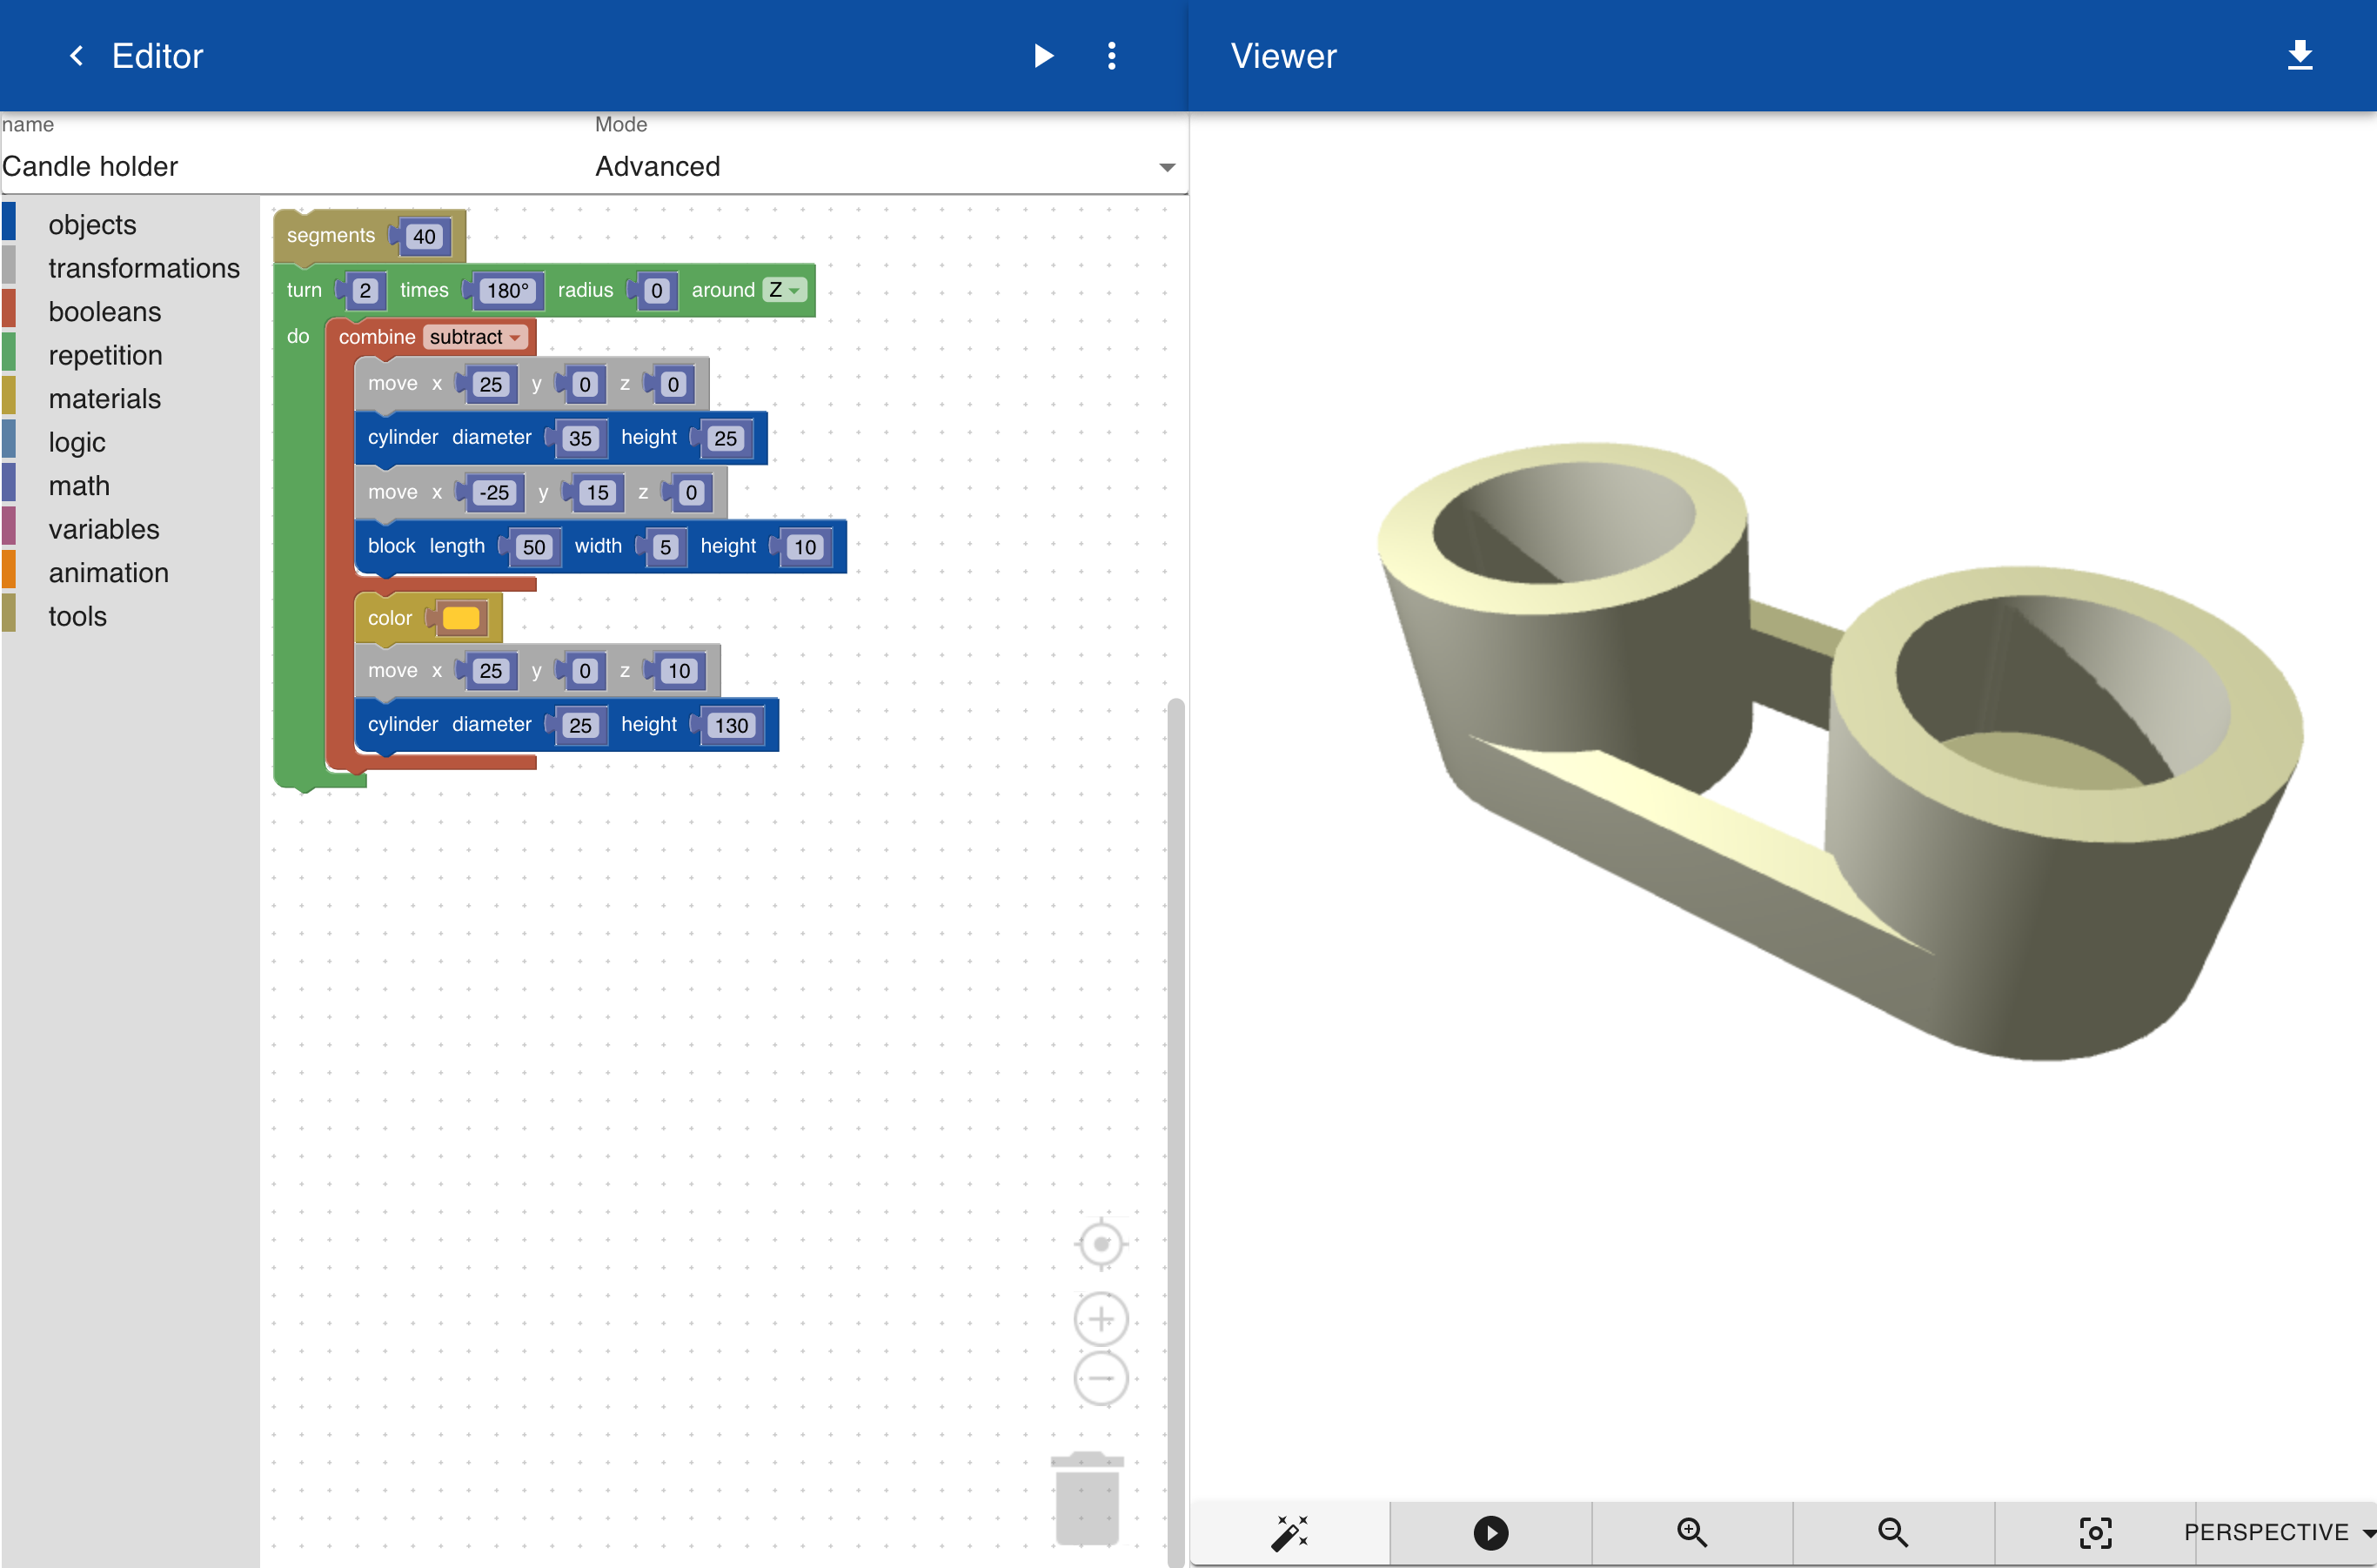 Editor
Viewer
name
Mode
Candle holder
Advanced
objects
transformations
booleans
repetition
materials
logic
math
variables
animation
tools
segments 40
turn 2 times 180° radius 0 around Z
do combine subtract
move x 25 y 0 z 0
cylinder diameter 35 height 25
move x -25 y 15 z 0
block length 50 width 5 height 10
color
move x 25 y 0 z 10
cylinder diameter 25 height 130
PERSPECTIVE